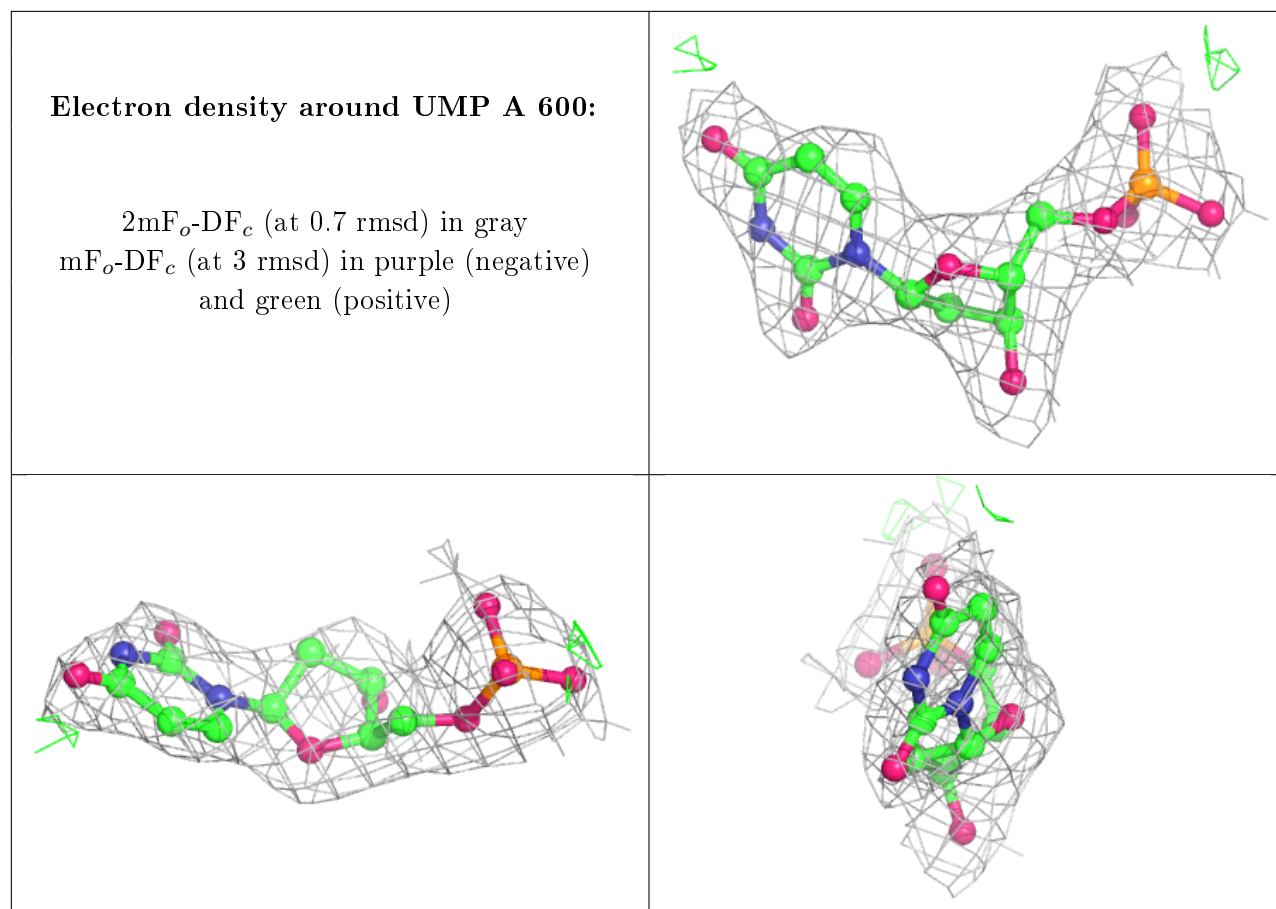 Electron density around UMP A 600:
2mFo-DFc (at 0.7 rmsd) in gray
mFo-DFc (at 3 rmsd) in purple (negative)
and green (positive)